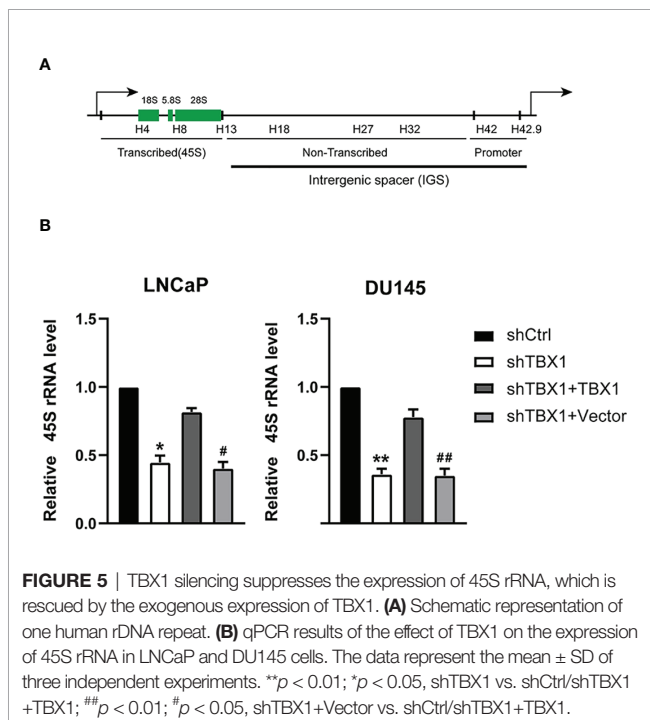 A
18S 5.8S 28S
H4 H8 H13 H18 H27 H32 H42 H42.9
Transcribed(45S) Non-Transcribed Promoter
Intrergenic spacer (IGS)
B
LNCaP
Relative 45S rRNA level
1.5
1.0
0.5
0.0
*
#
DU145
Relative 45S rRNA level
1.5
1.0
0.5
0.0
**
##
shCtrl
shTBX1
shTBX1+TBX1
shTBX1+Vector
FIGURE 5 | TBX1 silencing suppresses the expression of 45S rRNA, which is
rescued by the exogenous expression of TBX1. (A) Schematic representation of
one human rDNA repeat. (B) qPCR results of the effect of TBX1 on the expression
of 45S rRNA in LNCaP and DU145 cells. The data represent the mean ± SD of
three independent experiments. **p < 0.01; *p < 0.05, shTBX1 vs. shCtrl/shTBX1
+TBX1; ##p < 0.01; #p < 0.05, shTBX1+Vector vs. shCtrl/shTBX1+TBX1.